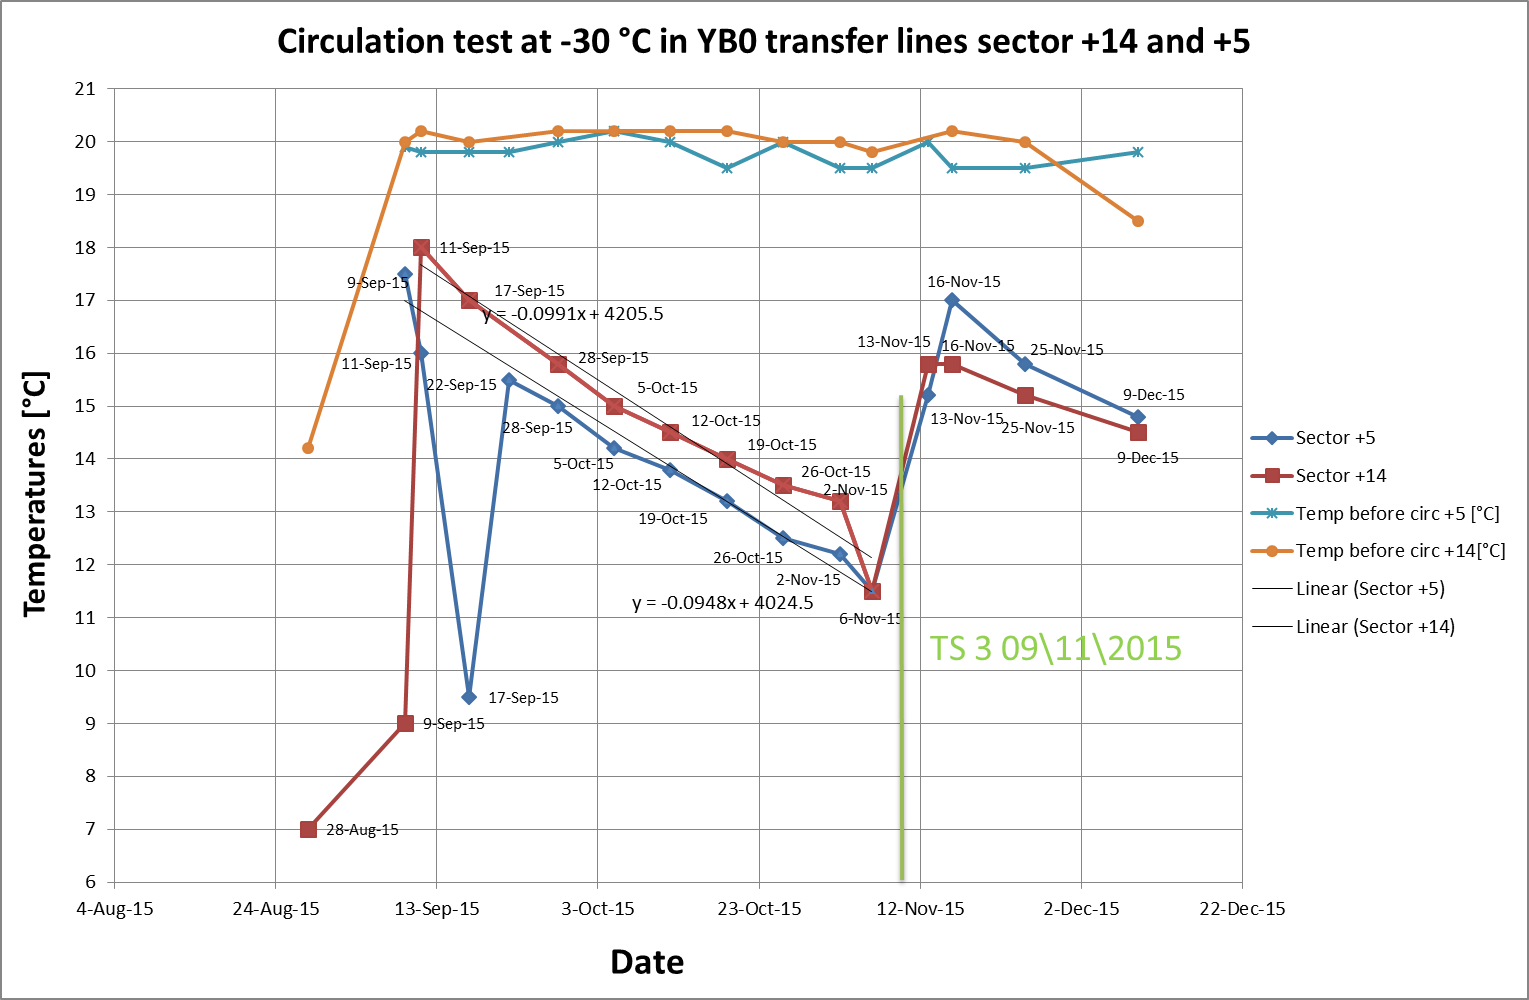 Circulation test at -30 °C in YB0 transfer lines sector +14 and +5
21
20
19
18
17
16
15
14
13
12
11
10
9
8
7
6
Temperatures [°C]
4-Aug-15
24-Aug-15
13-Sep-15
3-Oct-15
23-Oct-15
12-Nov-15
2-Dec-15
22-Dec-15
Date
11-Sep-15
9-Sep-15
17-Sep-15
y = -0.0991x + 4205.5
11-Sep-15
28-Sep-15
22-Sep-15
5-Oct-15
28-Sep-15
12-Oct-15
5-Oct-15
19-Oct-15
12-Oct-15
26-Oct-15
2-Nov-15
19-Oct-15
26-Oct-15
2-Nov-15
y = -0.0948x + 4024.5
6-Nov-15
17-Sep-15
9-Sep-15
28-Aug-15
16-Nov-15
13-Nov-15
16-Nov-15
25-Nov-15
9-Dec-15
13-Nov-15
25-Nov-15
9-Dec-15
TS 3 09\11\2015
Sector +5
Sector +14
Temp before circ +5 [°C]
Temp before circ +14[°C]
Linear (Sector +5)
Linear (Sector +14)